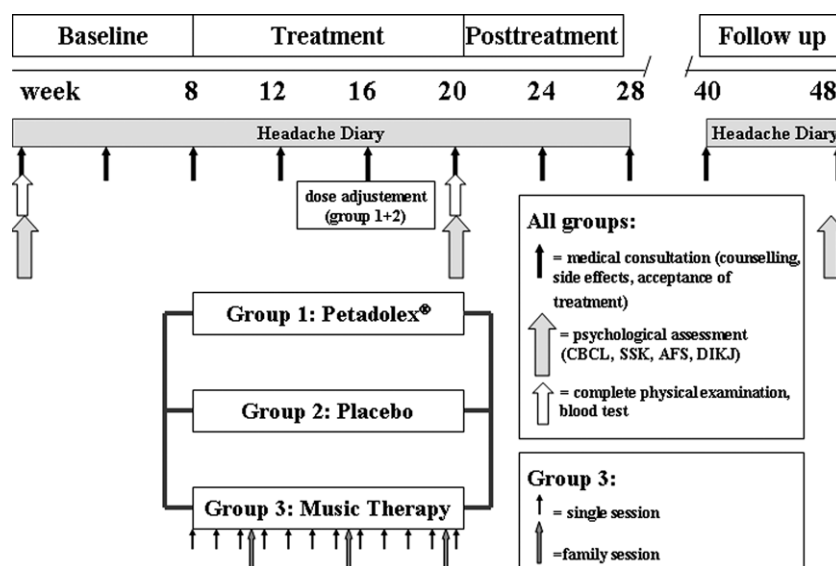 Baseline Treatment Posttreatment Follow up
week 8 12 16 20 24 28 40 48
Headache Diary Headache Diary
dose adjustement
(group 1+2)
All groups:
= medical consultation (counselling,
side effects, acceptance of
treatment)
= psychological assessment
(CBCL, SSK, AFS, DIKJ)
= complete physical examination,
blood test
Group 1: Petadolex®
Group 2: Placebo
Group 3: Music Therapy
Group 3:
= single session
=family session